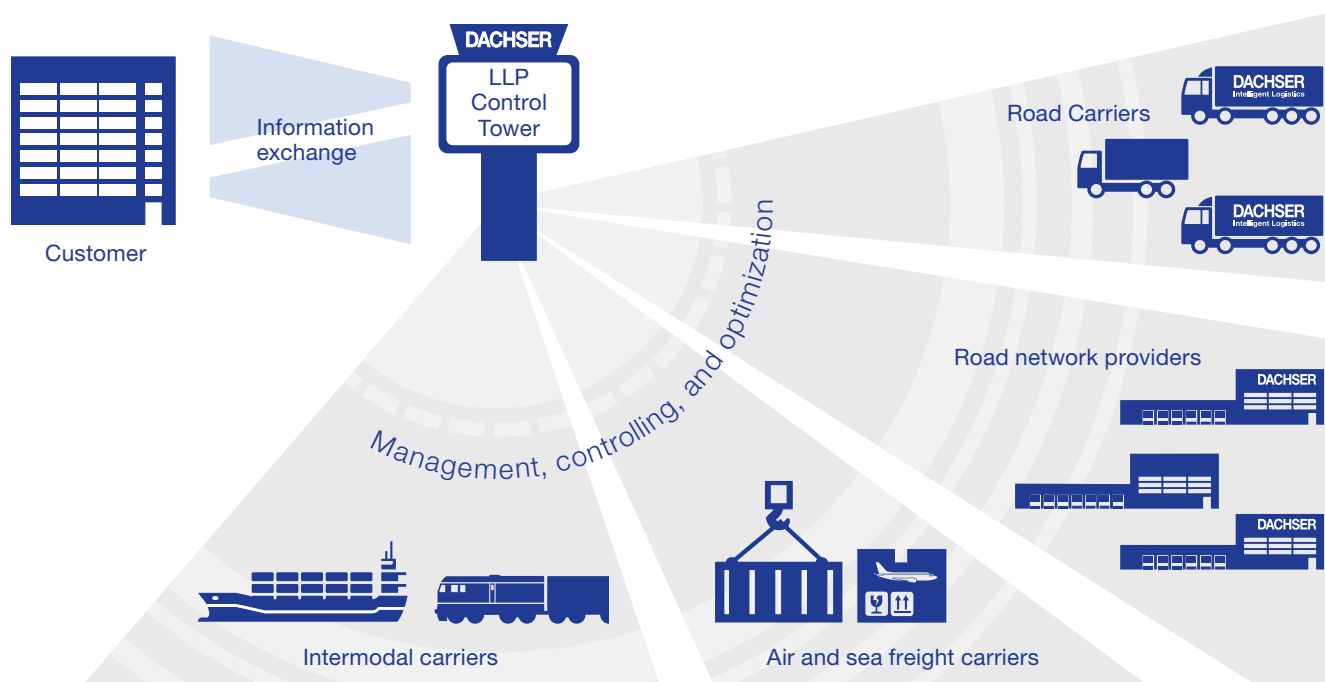 DACHSER
LLP
Control
Tower
Information
exchange
Customer
Management, controlling, and optimization
Road Carriers
DACHSER
Intelligent Logistics
DACHSER
Intelligent Logistics
Road network providers
DACHSER
DACHSER
Intermodal carriers
Air and sea freight carriers